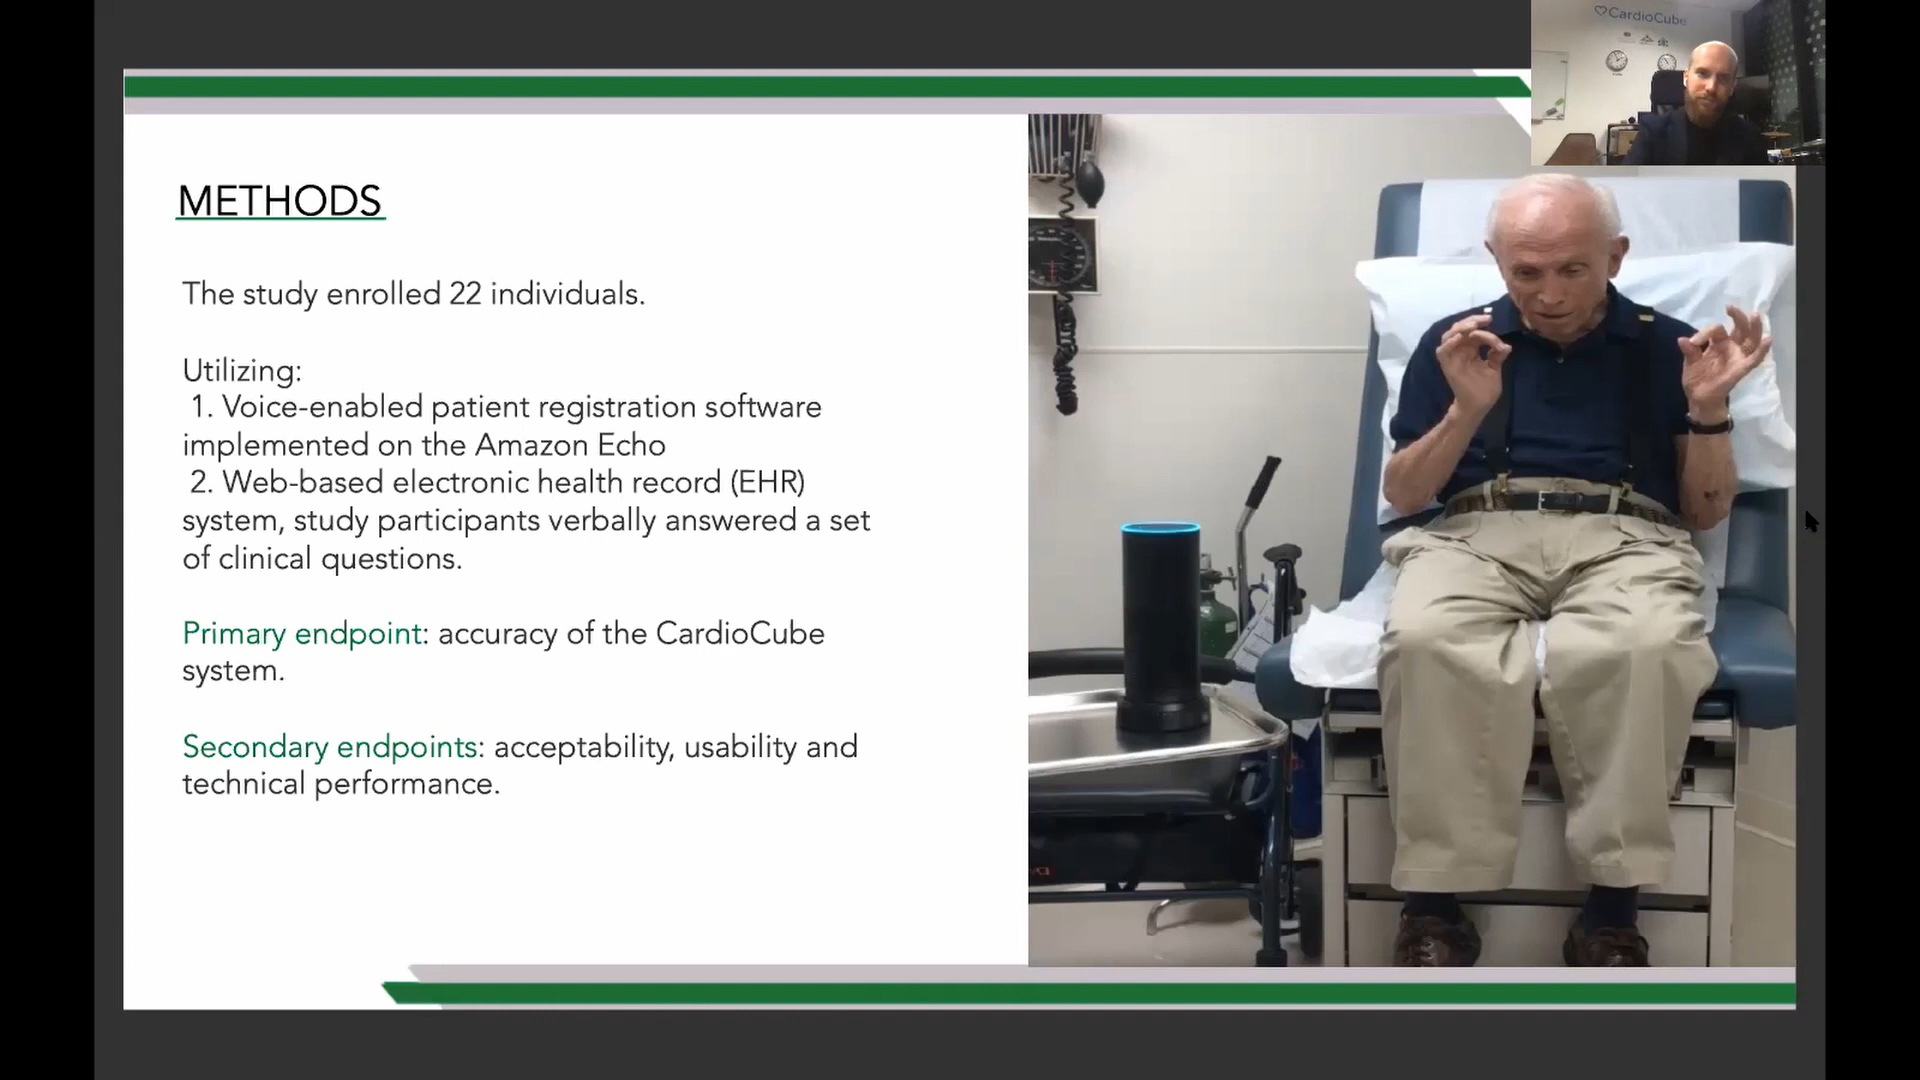 CardioCube
METHODS
The study enrolled 22 individuals.
Utilizing:
1. Voice-enabled patient registration software
implemented on the Amazon Echo
2. Web-based electronic health record (EHR)
system, study participants verbally answered a set
of clinical questions.
Primary endpoint: accuracy of the CardioCube
system.
Secondary endpoints: acceptability, usability and
technical performance.